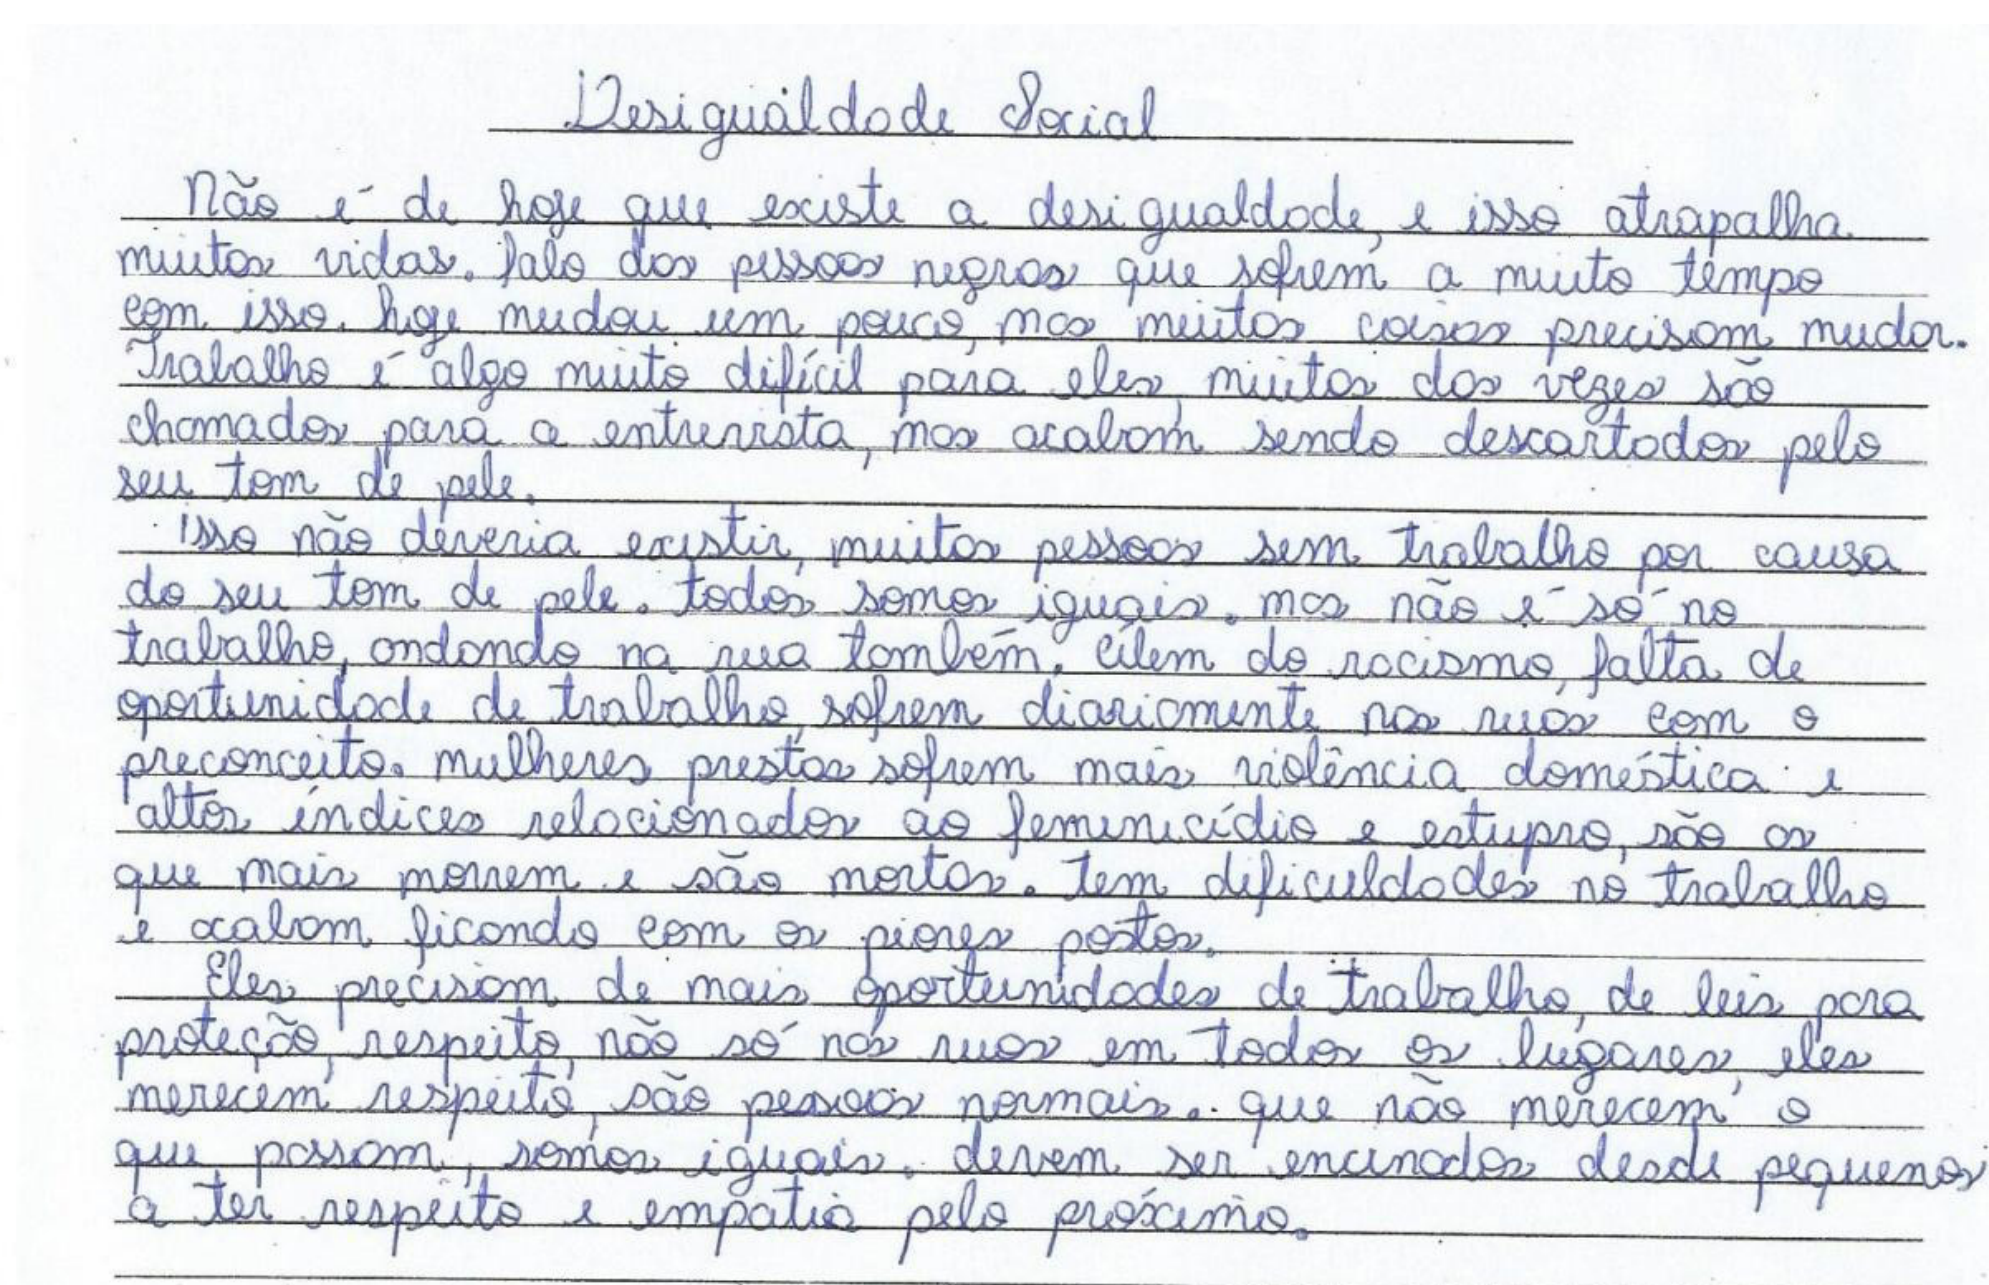 Desigualdade Social
Não é de hoje que existe a desigualdade, e isso atrapalha
muitas vidas. falo das pessoas negras que sofrem a muito tempo
com isso. hoje mudou um pouco, mas muitas coisas precisam mudar.
Trabalho é algo muito difícil para eles, muitas das vezes são
chamados para a entrevista, mas acabam sendo descartados pelo
seu tom de pele.
isso não deveria existir, muitas pessoas sem trabalho por causa
do seu tom de pele. todos somos iguais. mas não é só no
trabalho, andando na rua também. Além do racismo, falta de
oportunidade de trabalho, sofrem diariamente nas ruas com o
preconceito. mulheres prestas sofrem mais violência doméstica e
altos índices relacionados ao feminicídio e estupro, são as
que mais morrem e são mortas. tem dificuldades no trabalho
e acabam ficando com os piores postos.
Eles precisam de mais oportunidades de trabalho, de leis para
proteção, respeito, não só nas ruas em todos os lugares, eles
merecem respeito, são pessoas normais. que não merecem o
que passam, somos iguais. devem ser encinados desde pequenos
a ter respeito e empatia pelo próximo.